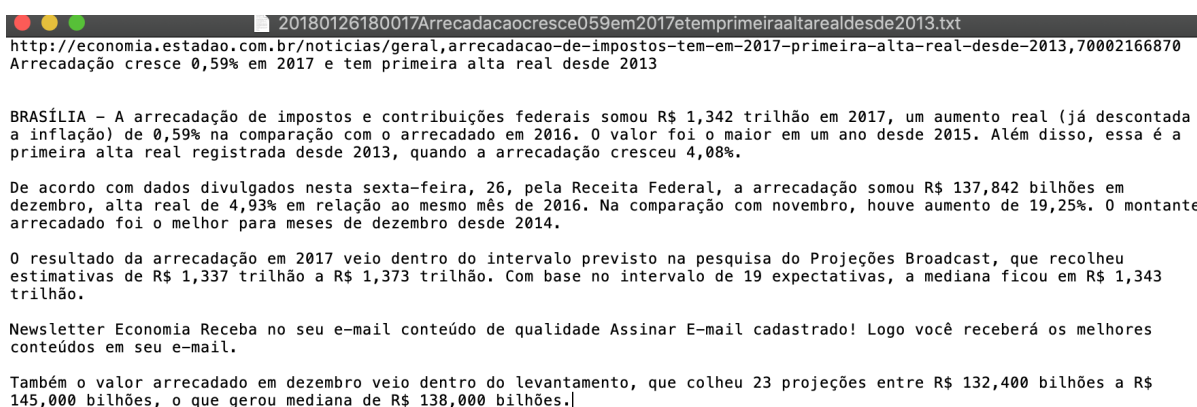 20180126180017Arrecadacaocresce059em2017etemprimeiraaltarealdesde2013.txt
http://economia.estadao.com.br/noticias/geral,arrecadacao-de-impostos-tem-em-2017-primeira-alta-real-desde-2013,70002166870
Arrecadação cresce 0,59% em 2017 e tem primeira alta real desde 2013
BRASÍLIA – A arrecadação de impostos e contribuições federais somou R$ 1,342 trilhão em 2017, um aumento real (já descontada
a inflação) de 0,59% na comparação com o arrecadado em 2016. O valor foi o maior em um ano desde 2015. Além disso, essa é a
primeira alta real registrada desde 2013, quando a arrecadação cresceu 4,08%.
De acordo com dados divulgados nesta sexta-feira, 26, pela Receita Federal, a arrecadação somou R$ 137,842 bilhões em
dezembro, alta real de 4,93% em relação ao mesmo mês de 2016. Na comparação com novembro, houve aumento de 19,25%. O montante
arrecadado foi o melhor para meses de dezembro desde 2014.
O resultado da arrecadação em 2017 veio dentro do intervalo previsto na pesquisa do Projeções Broadcast, que recolheu
estimativas de R$ 1,337 trilhão a R$ 1,373 trilhão. Com base no intervalo de 19 expectativas, a mediana ficou em R$ 1,343
trilhão.
Newsletter Economia Receba no seu e-mail conteúdo de qualidade Assinar E-mail cadastrado! Logo você receberá os melhores
conteúdos em seu e-mail.
Também o valor arrecadado em dezembro veio dentro do levantamento, que colheu 23 projeções entre R$ 132,400 bilhões a R$
145,000 bilhões, o que gerou mediana de R$ 138,000 bilhões.